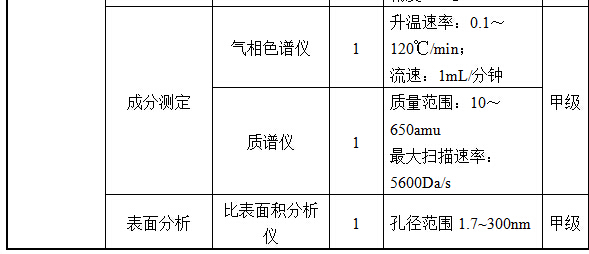 升温速率：0.1～
120℃/min；
流速：1mL/分钟
气相色谱仪
1
成分测定
质量范围：10～
650amu
最大扫描速率：
5600Da/s
质谱仪
1
甲级
表面分析
比表面积分析
仪
1
孔径范围 1.7~300nm
甲级